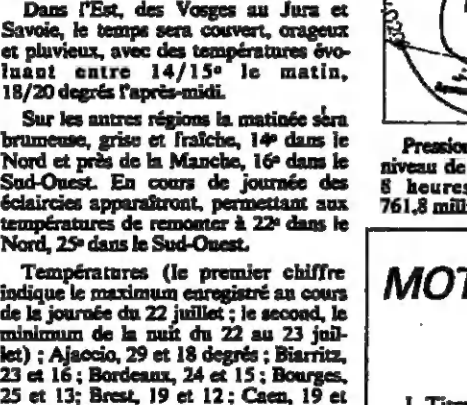 Dans l'Est, des Vosges au Jura et
Savoie, le temps sera couvert, orageux
et pluvieux, avec des températures évo-
luant entre 14/15° le matin,
18/20 degrés l'après-midi.
Sur les autres régions la matinée sera
brumeuse, grise et fraîche, 14° dans le
Nord et près de la Manche, 16° dans le
Sud-Ouest. En cours de journée des
éclaircies apparaîtront, permettant aux
températures de remonter à 22° dans le
Nord, 25° dans le Sud-Ouest.
Températures (le premier chiffre
indique le maximum enregistré au cours
de la journée du 22 juillet ; le second, le
minimum de la nuit du 22 au 23 juil-
let) : Ajaccio, 29 et 18 degrés ; Biarritz,
23 et 16 ; Bordeaux, 24 et 15 ; Bourges,
25 et 13 ; Brest, 19 et 12 ; Caen, 19 et
Pression
niveau de
8 heures
761,8 milli
MOT